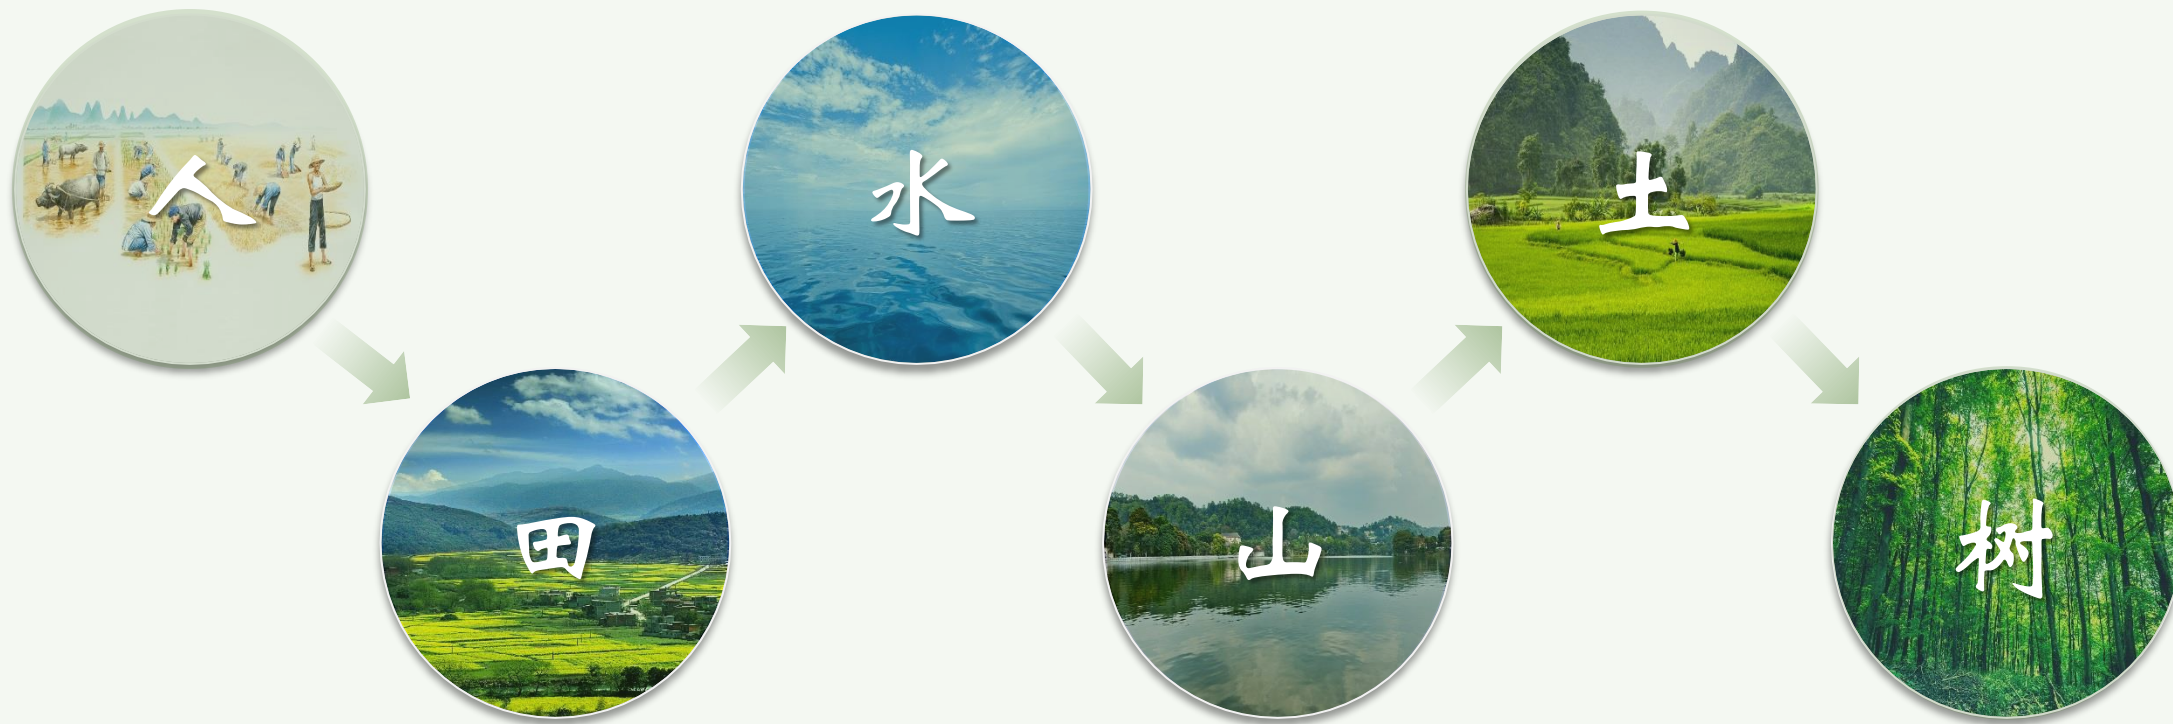 人
田
水
山
土
树